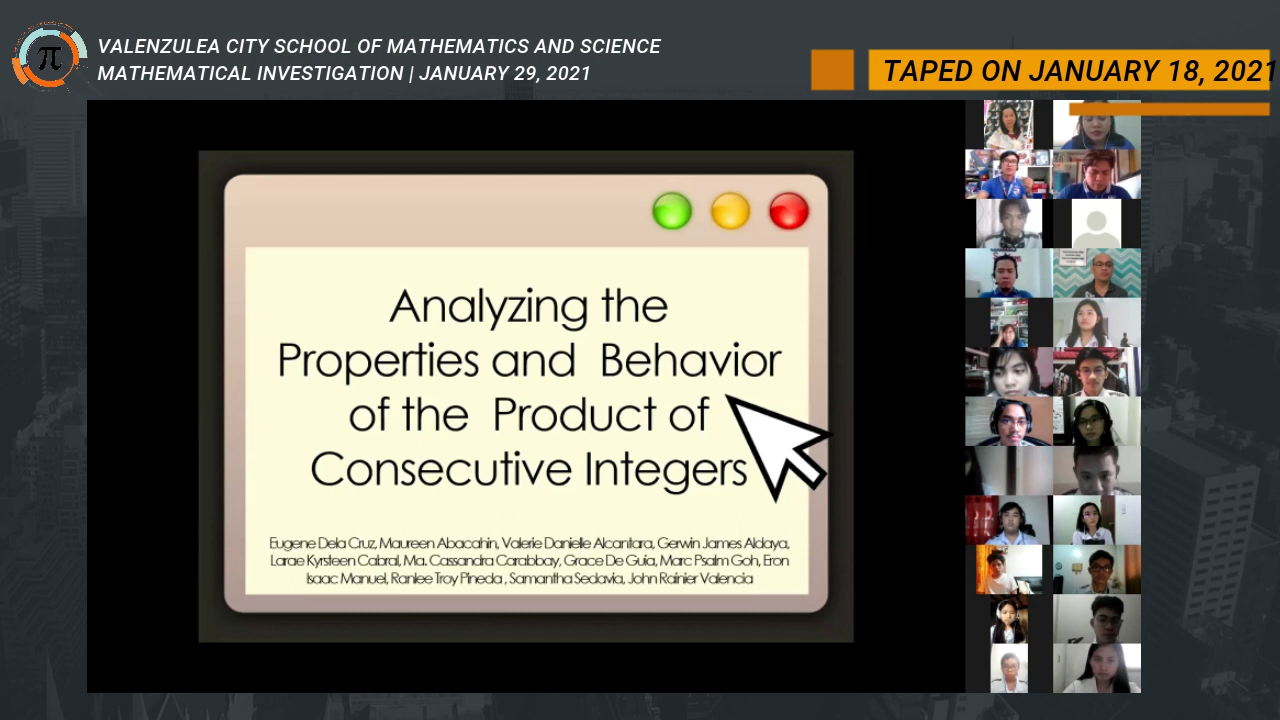 VALENZULEA CITY SCHOOL OF MATHEMATICS AND SCIENCE
MATHEMATICAL INVESTIGATION | JANUARY 29, 2021
TAPED ON JANUARY 18, 2021
π
Analyzing the
Properties and Behavior
of the Product of
Consecutive Integers
Eugene Dela Cruz, Maureen Abacahin, Valerie Danielle Alcantara, Gerwin James Aldaya,
Larae Kyrsteen Cabral, Ma. Cassandra Carabbay, Grace De Guia, Marc Psalm Goh, Eron
Isaac Manuel, Ranlee Troy Pineda , Samantha Sedavia, John Rainier Valencia